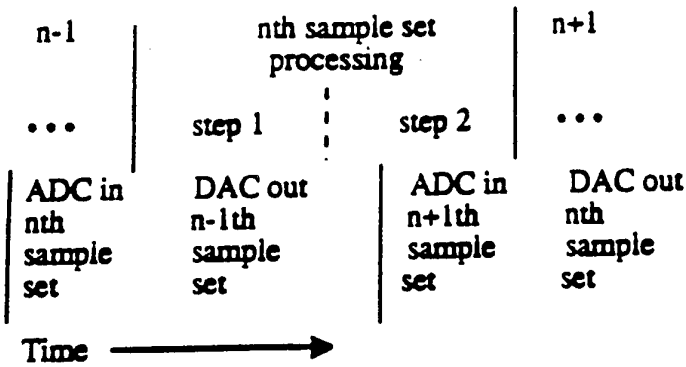 n-1 nth sample set n+1
processing
••• step 1 step 2 •••
ADC in DAC out ADC in DAC out
nth n-1th n+1th nth
sample sample sample sample
set set set set
Time